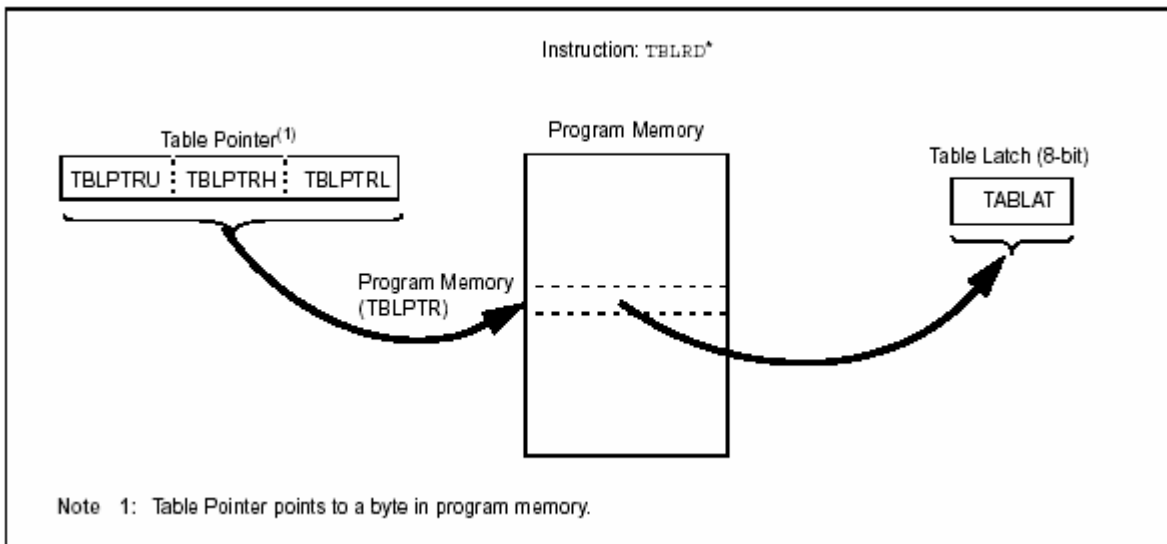 Instruction: TBLRD*
Table Pointer(1)
Program Memory
Table Latch (8-bit)
TBLPTRU TBLPTRH TBLPTRL
TABLAT
Program Memory
(TBLPTR)
Note 1: Table Pointer points to a byte in program memory.